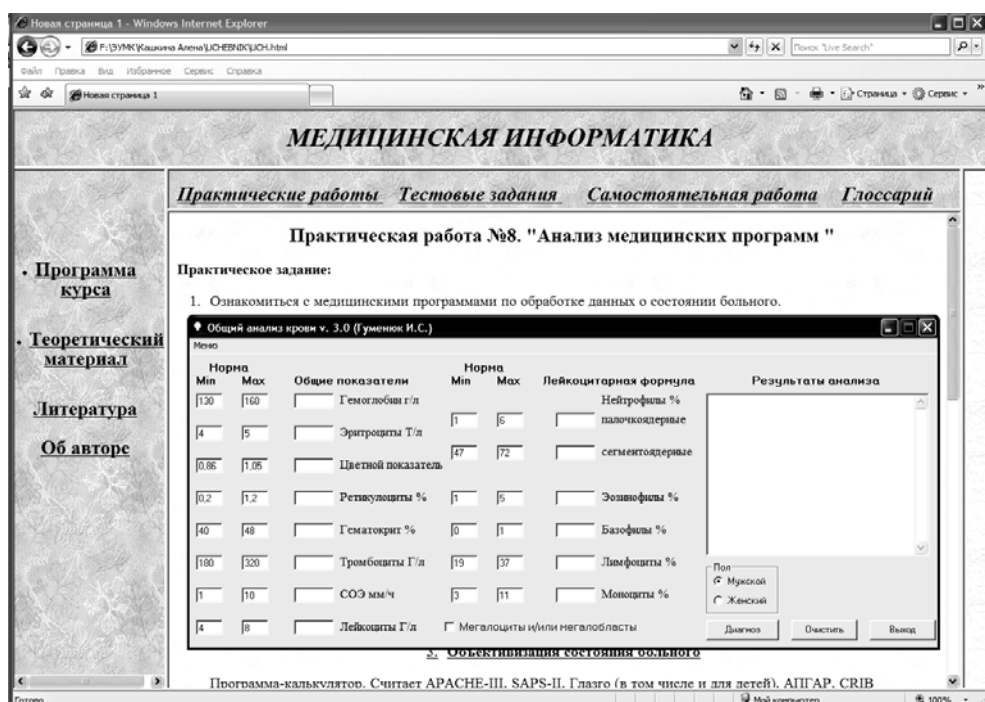 Новая страница 1 - Windows Internet Explorer
F:\ЭУМК\Кашкина Алена\UCHEBNIK\UCH.html
Поиск "Live Search"
Файл Правка Вид Избранное Сервис Справка
Новая страница 1
Страница Сервис
МЕДИЦИНСКАЯ ИНФОРМАТИКА
Практические работы Тестовые задания Самостоятельная работа Глоссарий
Программа
курса
Теоретический
материал
Литература
Об авторе
Практическая работа №8. "Анализ медицинских программ "
Практическое задание:
1. Ознакомиться с медицинскими программами по обработке данных о состоянии больного.
Общий анализ крови v. 3.0 (Гуменюк И.С.)
Меню
Норма Норма
Min Max Общие показатели Min Max Лейкоцитарная формула Результаты анализа
130 160 Гемоглобин г/л Нейтрофилы %
1 6 палочкоядерные
4 5 Эритроциты Т/л
47 72 сегментоядерные
0,86 1,05 Цветной показатель
0,2 1,2 Ретикулоциты % 1 5 Эозинофилы %
40 48 Гематокрит % 0 1 Базофилы %
180 320 Тромбоциты Г/л 19 37 Лимфоциты %
Пол
Мужской
1 10 СОЭ мм/ч 3 11 Моноциты %
Женский
4 8 Лейкоциты Г/л Мегалоциты и/или мегалобласты
Диагноз Очистить Выход
3. Объективизация состояния больного
Программа-калькулятор. Считает APACHE-III, SAPS-II, Глазго (в том числе и для детей), АПГАР, CRIB
Готово Мой компьютер 100%